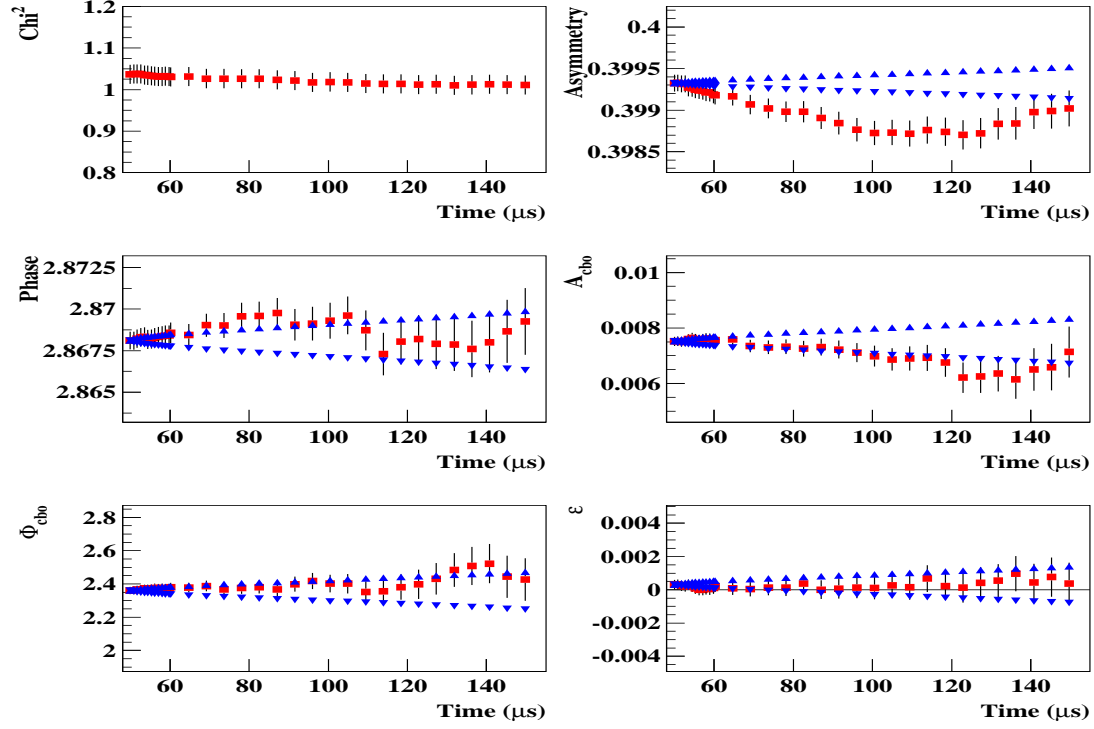 Chi²
1.2
1.1
1
0.9
0.8
60 80 100 120 140
Time (μs)
Asymmetry
0.4
0.3995
0.399
0.3985
60 80 100 120 140
Time (μs)
Phase
2.8725
2.87
2.8675
2.865
60 80 100 120 140
Time (μs)
A_cbo
0.01
0.008
0.006
60 80 100 120 140
Time (μs)
Φ_cbo
2.8
2.6
2.4
2.2
2
60 80 100 120 140
Time (μs)
ε
0.004
0.002
0
-0.002
-0.004
60 80 100 120 140
Time (μs)